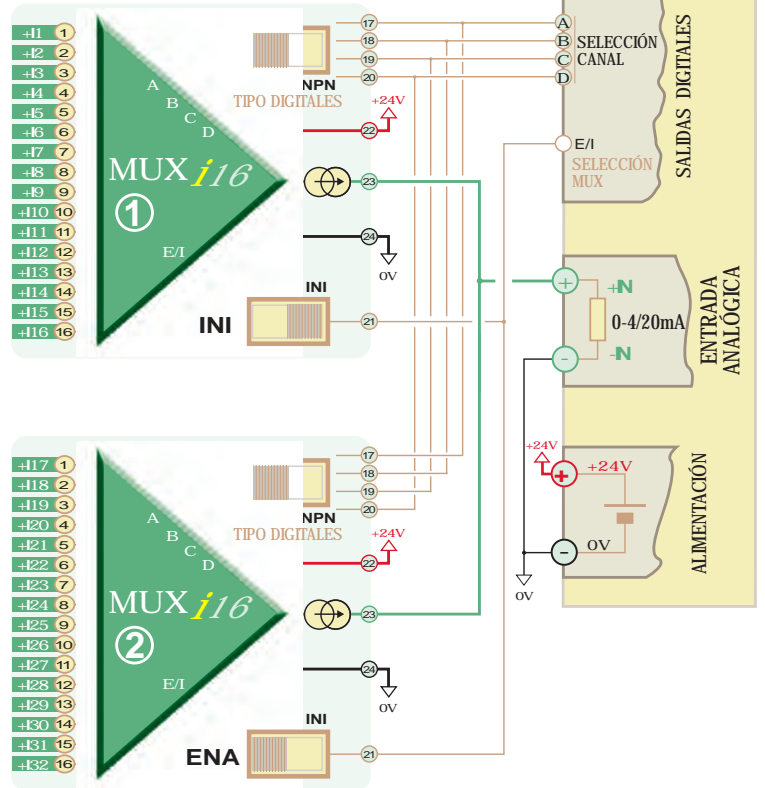 +I1 1
+I2 2
+I3 3
+I4 4
+I5 5
+I6 6
+I7 7
+I8 8
+I9 9
+I10 10
+I11 11
+I12 12
+I13 13
+I14 14
+I15 15
+I16 16
A
B
C
D
MUX i16
1
E/I
NPN
TIPO DIGITALES
17
18
19
20
+24V
22
23
24
0V
INI
INI
21
A
B
C
D
SELECCIÓN
CANAL
E/I
SELECCIÓN
MUX
SALIDAS DIGITALES
+
+IN
0-4/20mA
-
-IN
ENTRADA
ANALÓGICA
+24V
+
+24V
-
0V
0V
ALIMENTACIÓN
+I17 1
+I18 2
+I19 3
+I20 4
+I21 5
+I22 6
+I23 7
+I24 8
+I25 9
+I26 10
+I27 11
+I28 12
+I29 13
+I30 14
+I31 15
+I32 16
A
B
C
D
MUX i16
2
E/I
NPN
TIPO DIGITALES
17
18
19
20
+24V
22
23
24
0V
INI
ENA
21